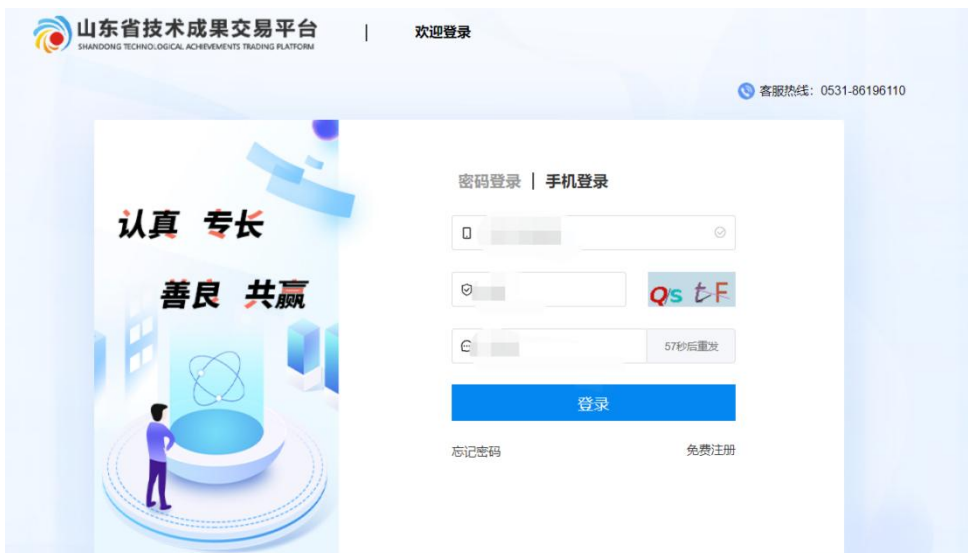 山东省技术成果交易平台 | 欢迎登录
SHANDONG TECHNOLOGICAL ACHIEVEMENTS TRADING PLATFORM
客服热线：0531-86196110
密码登录 | 手机登录
认真 专长
善良 共赢
Q/s tF
57秒后重发
登录
忘记密码 免费注册